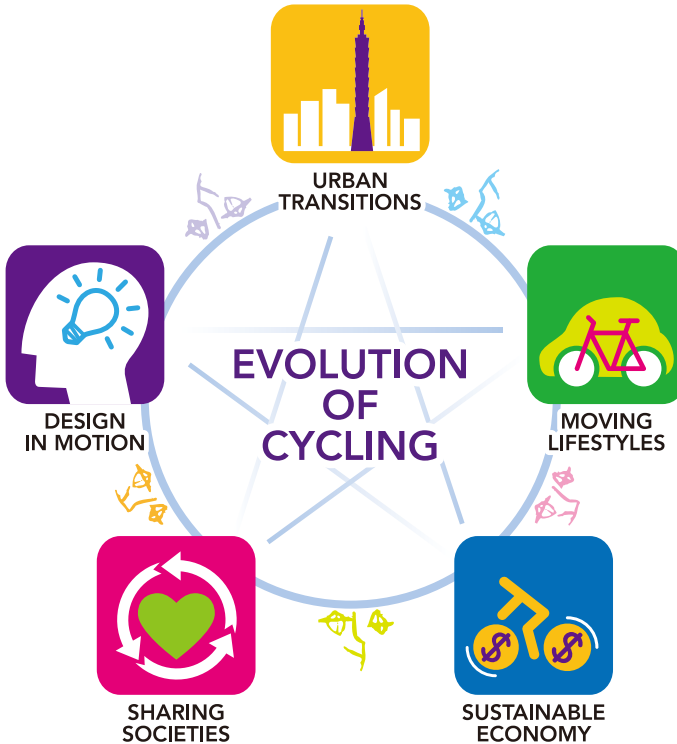 URBAN
TRANSITIONS
EVOLUTION
OF
CYCLING
DESIGN
IN MOTION
MOVING
LIFESTYLES
$ $
SHARING
SOCIETIES
SUSTAINABLE
ECONOMY